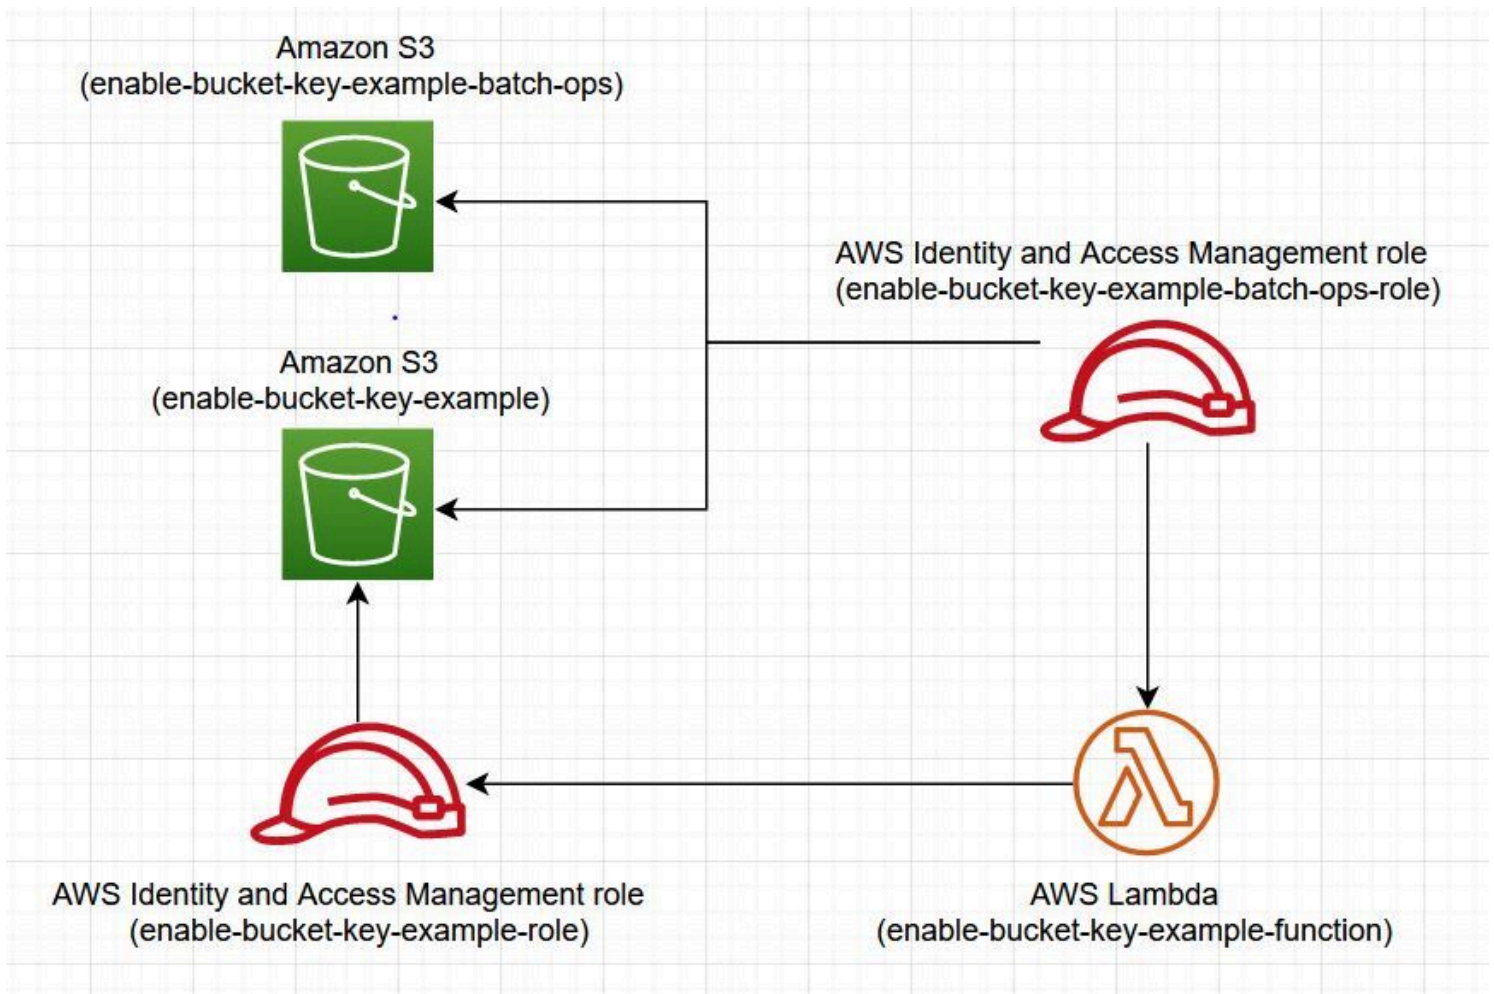 Amazon S3
(enable-bucket-key-example-batch-ops)
AWS Identity and Access Management role
(enable-bucket-key-example-batch-ops-role)
Amazon S3
(enable-bucket-key-example)
AWS Identity and Access Management role
(enable-bucket-key-example-role)
AWS Lambda
(enable-bucket-key-example-function)